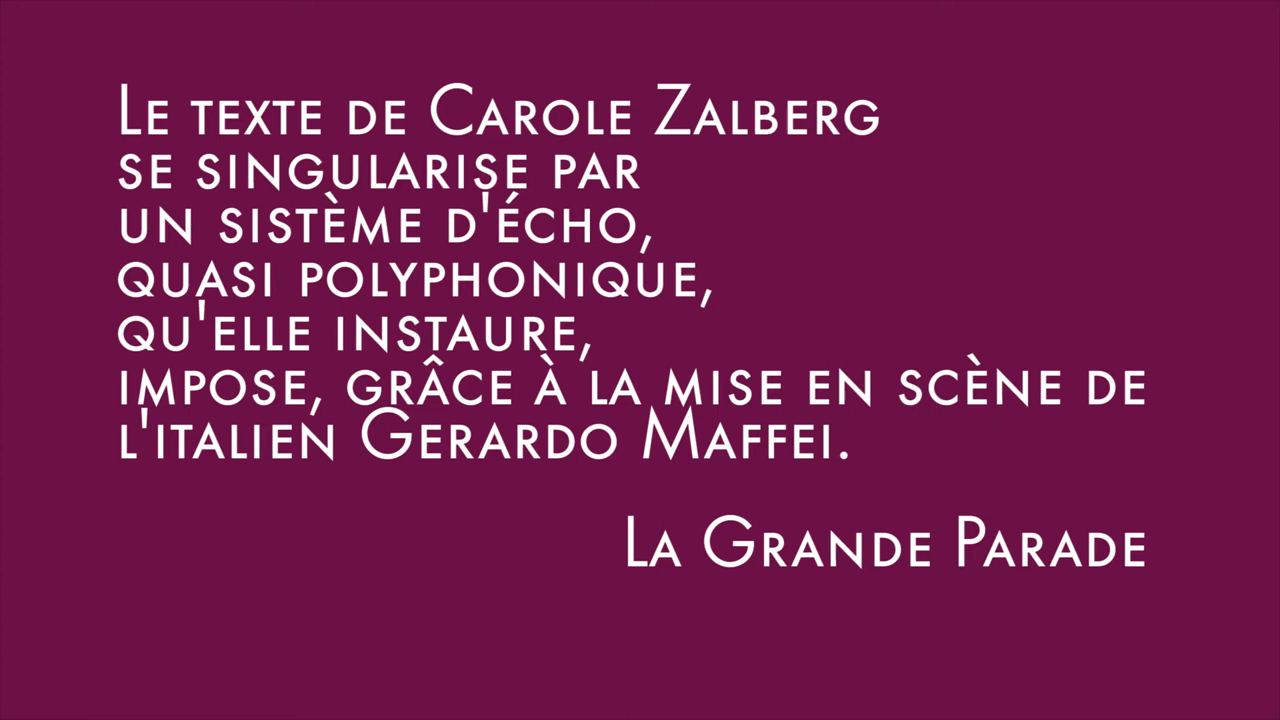 Le texte de Carole Zalberg
se singularise par
un sistème d'écho,
quasi polyphonique,
qu'elle instaure,
impose, grâce à la mise en scène de
l'italien Gerardo Maffei.
La Grande Parade